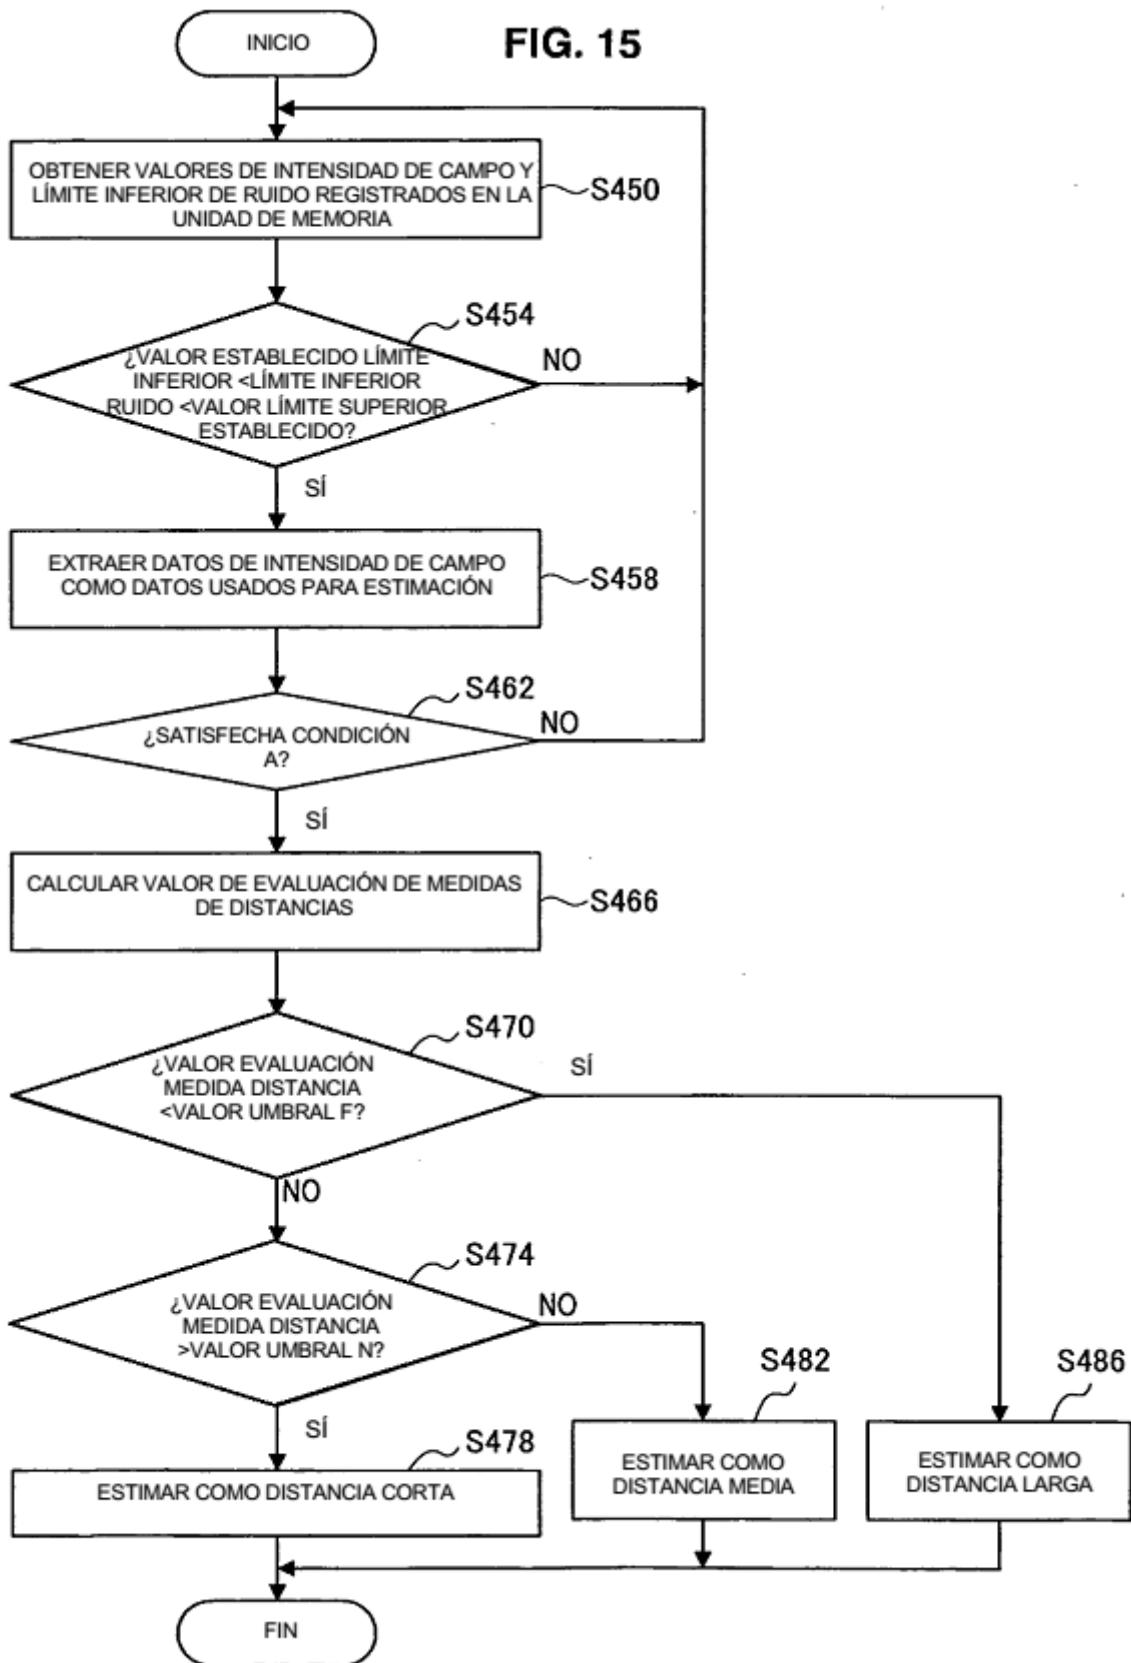 INICIO
FIG. 15
OBTENER VALORES DE INTENSIDAD DE CAMPO Y
LÍMITE INFERIOR DE RUIDO REGISTRADOS EN LA
UNIDAD DE MEMORIA
S450
S454
¿VALOR ESTABLECIDO LÍMITE
INFERIOR <LÍMITE INFERIOR
RUIDO <VALOR LÍMITE SUPERIOR
ESTABLECIDO?
NO
SÍ
EXTRAER DATOS DE INTENSIDAD DE CAMPO
COMO DATOS USADOS PARA ESTIMACIÓN
S458
S462
¿SATISFECHA CONDICIÓN
A?
NO
SÍ
CALCULAR VALOR DE EVALUACIÓN DE MEDIDAS
DE DISTANCIAS
S466
S470
¿VALOR EVALUACIÓN
MEDIDA DISTANCIA
<VALOR UMBRAL F?
SÍ
NO
S474
¿VALOR EVALUACIÓN
MEDIDA DISTANCIA
>VALOR UMBRAL N?
NO
SÍ
S478
ESTIMAR COMO DISTANCIA CORTA
S482
ESTIMAR COMO
DISTANCIA MEDIA
S486
ESTIMAR COMO
DISTANCIA LARGA
FIN